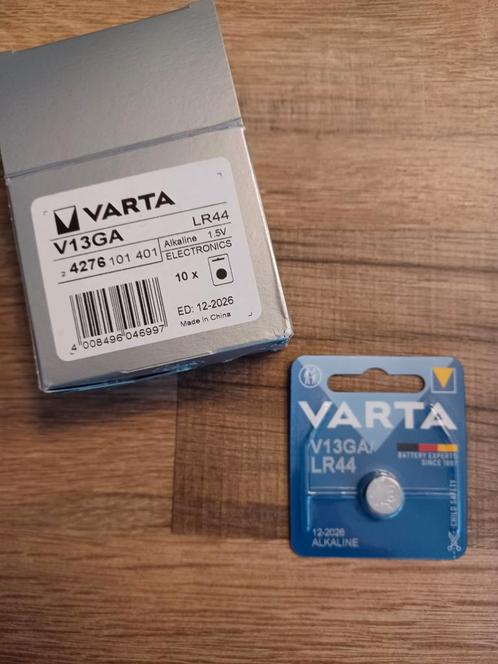 VARTA
V13GA
LR44
2 4276 101 401
Alkaline 1.5V
ELECTRONICS
10 x
4 008496 046997
ED: 12-2026
Made in China
VARTA
V13GA/
LR44
BATTERY EXPERTS
SINCE 1887
12-2026
ALKALINE
CHILD SAFETY